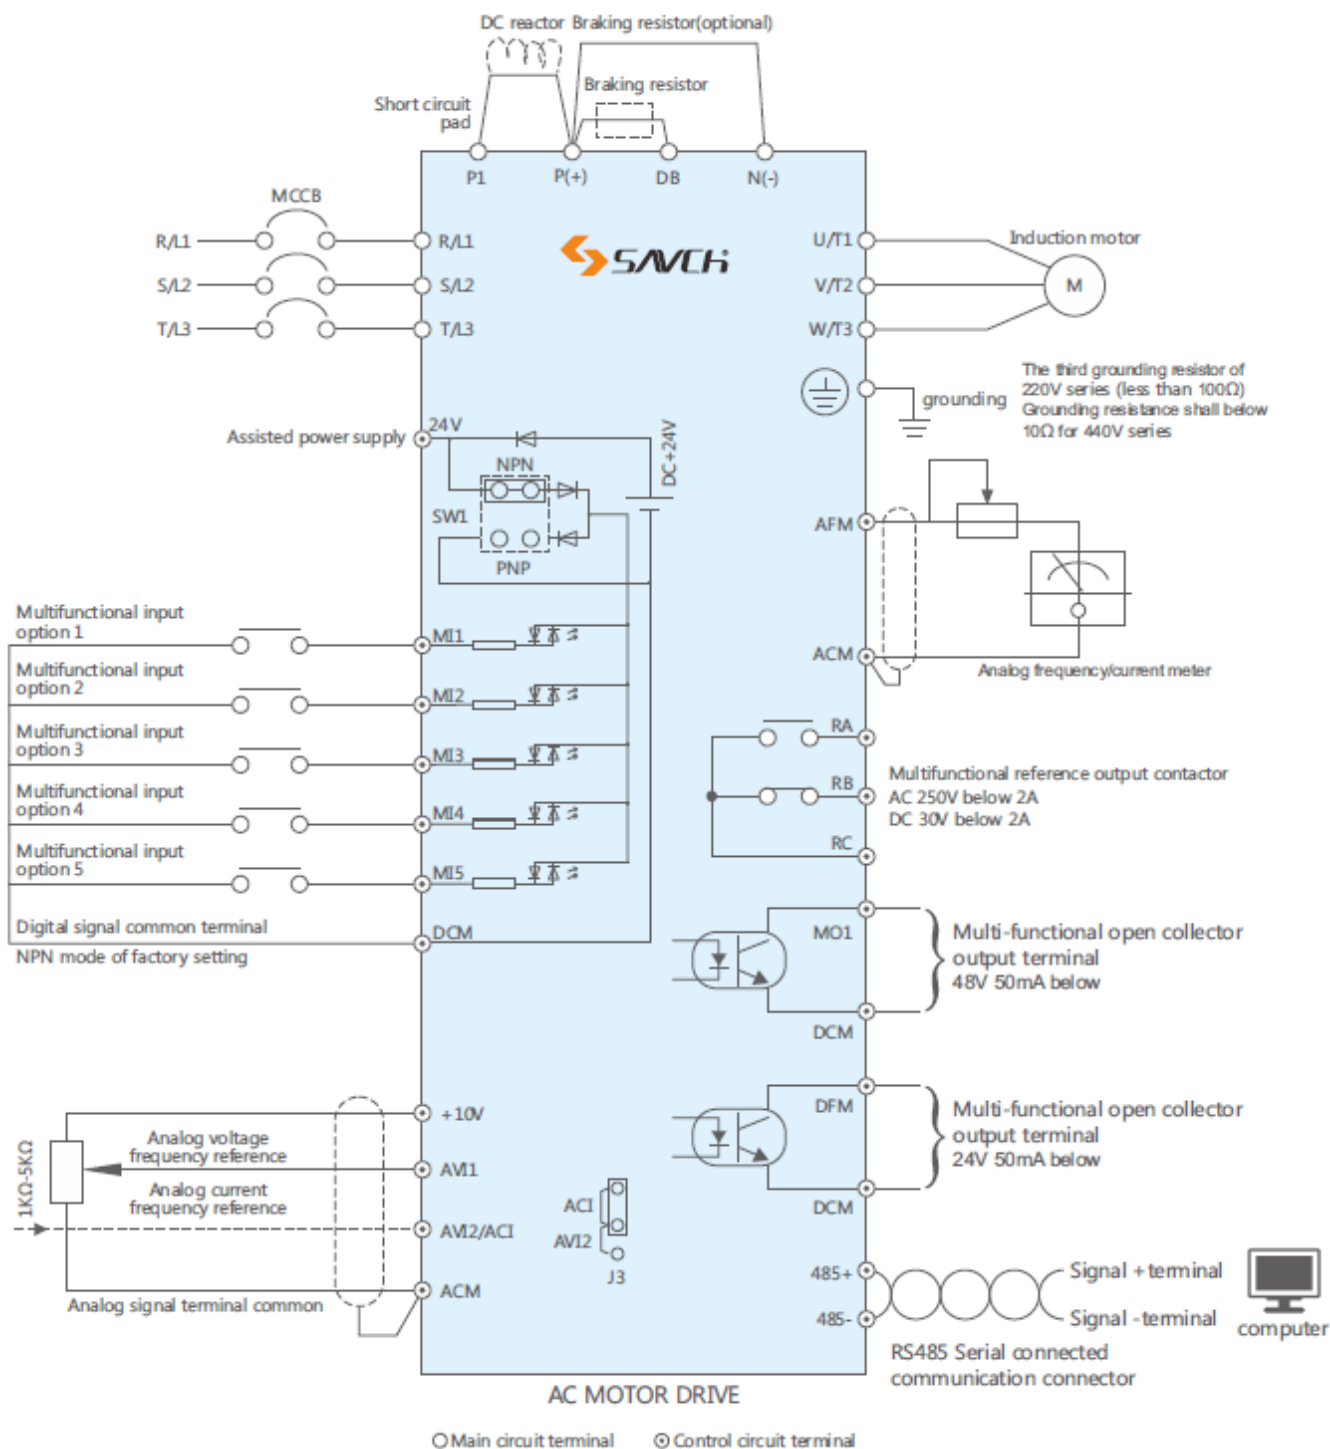 DC reactor Braking resistor(optional)
Braking resistor
Short circuit
pad
P1
P(+)
DB
N(-)
MCCB
R/L1
R/L1
S/L2
S/L2
T/L3
T/L3
SAVCH
U/T1
V/T2
W/T3
Induction motor
M
grounding
The third grounding resistor of
220V series (less than 100Ω)
Grounding resistance shall below
10Ω for 440V series
Assisted power supply
24V
NPN
SW1
PNP
DC+24V
AFM
ACM
Analog frequency/current meter
Multifunctional input
option 1
MI1
Multifunctional input
option 2
MI2
Multifunctional input
option 3
MI3
Multifunctional input
option 4
MI4
Multifunctional input
option 5
MI5
Digital signal common terminal
DCM
NPN mode of factory setting
RA
RB
RC
Multifunctional reference output contactor
AC 250V below 2A
DC 30V below 2A
MO1
DCM
Multi-functional open collector
output terminal
48V 50mA below
DFM
DCM
Multi-functional open collector
output terminal
24V 50mA below
+10V
1KΩ-5KΩ
Analog voltage
frequency reference
AVI1
Analog current
frequency reference
AVI2/ACI
ACM
Analog signal terminal common
ACI
AVI2
J3
485+
485-
Signal +terminal
Signal -terminal
computer
RS485 Serial connected
communication connector
AC MOTOR DRIVE
Main circuit terminal
Control circuit terminal